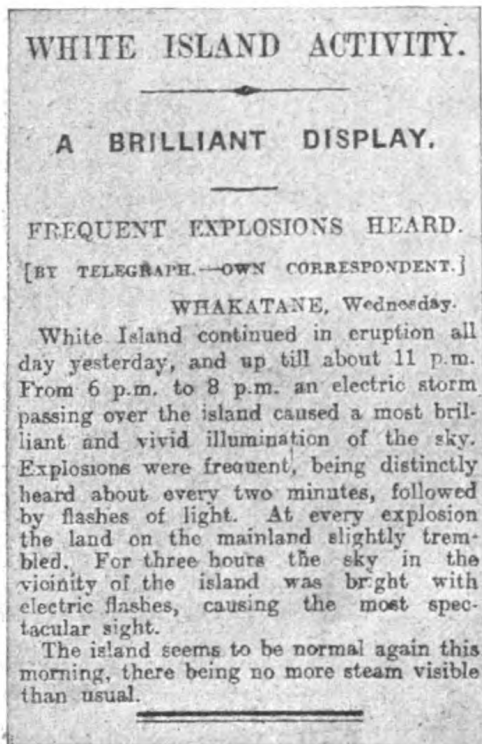 WHITE ISLAND ACTIVITY.
A BRILLIANT DISPLAY.
FREQUENT EXPLOSIONS HEARD.
[BY TELEGRAPH.—OWN CORRESPONDENT.]
WHAKATANE, Wednesday.
White Island continued in eruption all
day yesterday, and up till about 11 p.m.
From 6 p.m. to 8 p.m. an electric storm
passing over the island caused a most bril-
liant and vivid illumination of the sky.
Explosions were frequent, being distinctly
heard about every two minutes, followed
by flashes of light. At every explosion
the land on the mainland slightly trem-
bled. For three hours the sky in the
vicinity of the island was bright with
electric flashes, causing the most spec-
tacular sight.
The island seems to be normal again this
morning, there being no more steam visible
than usual.